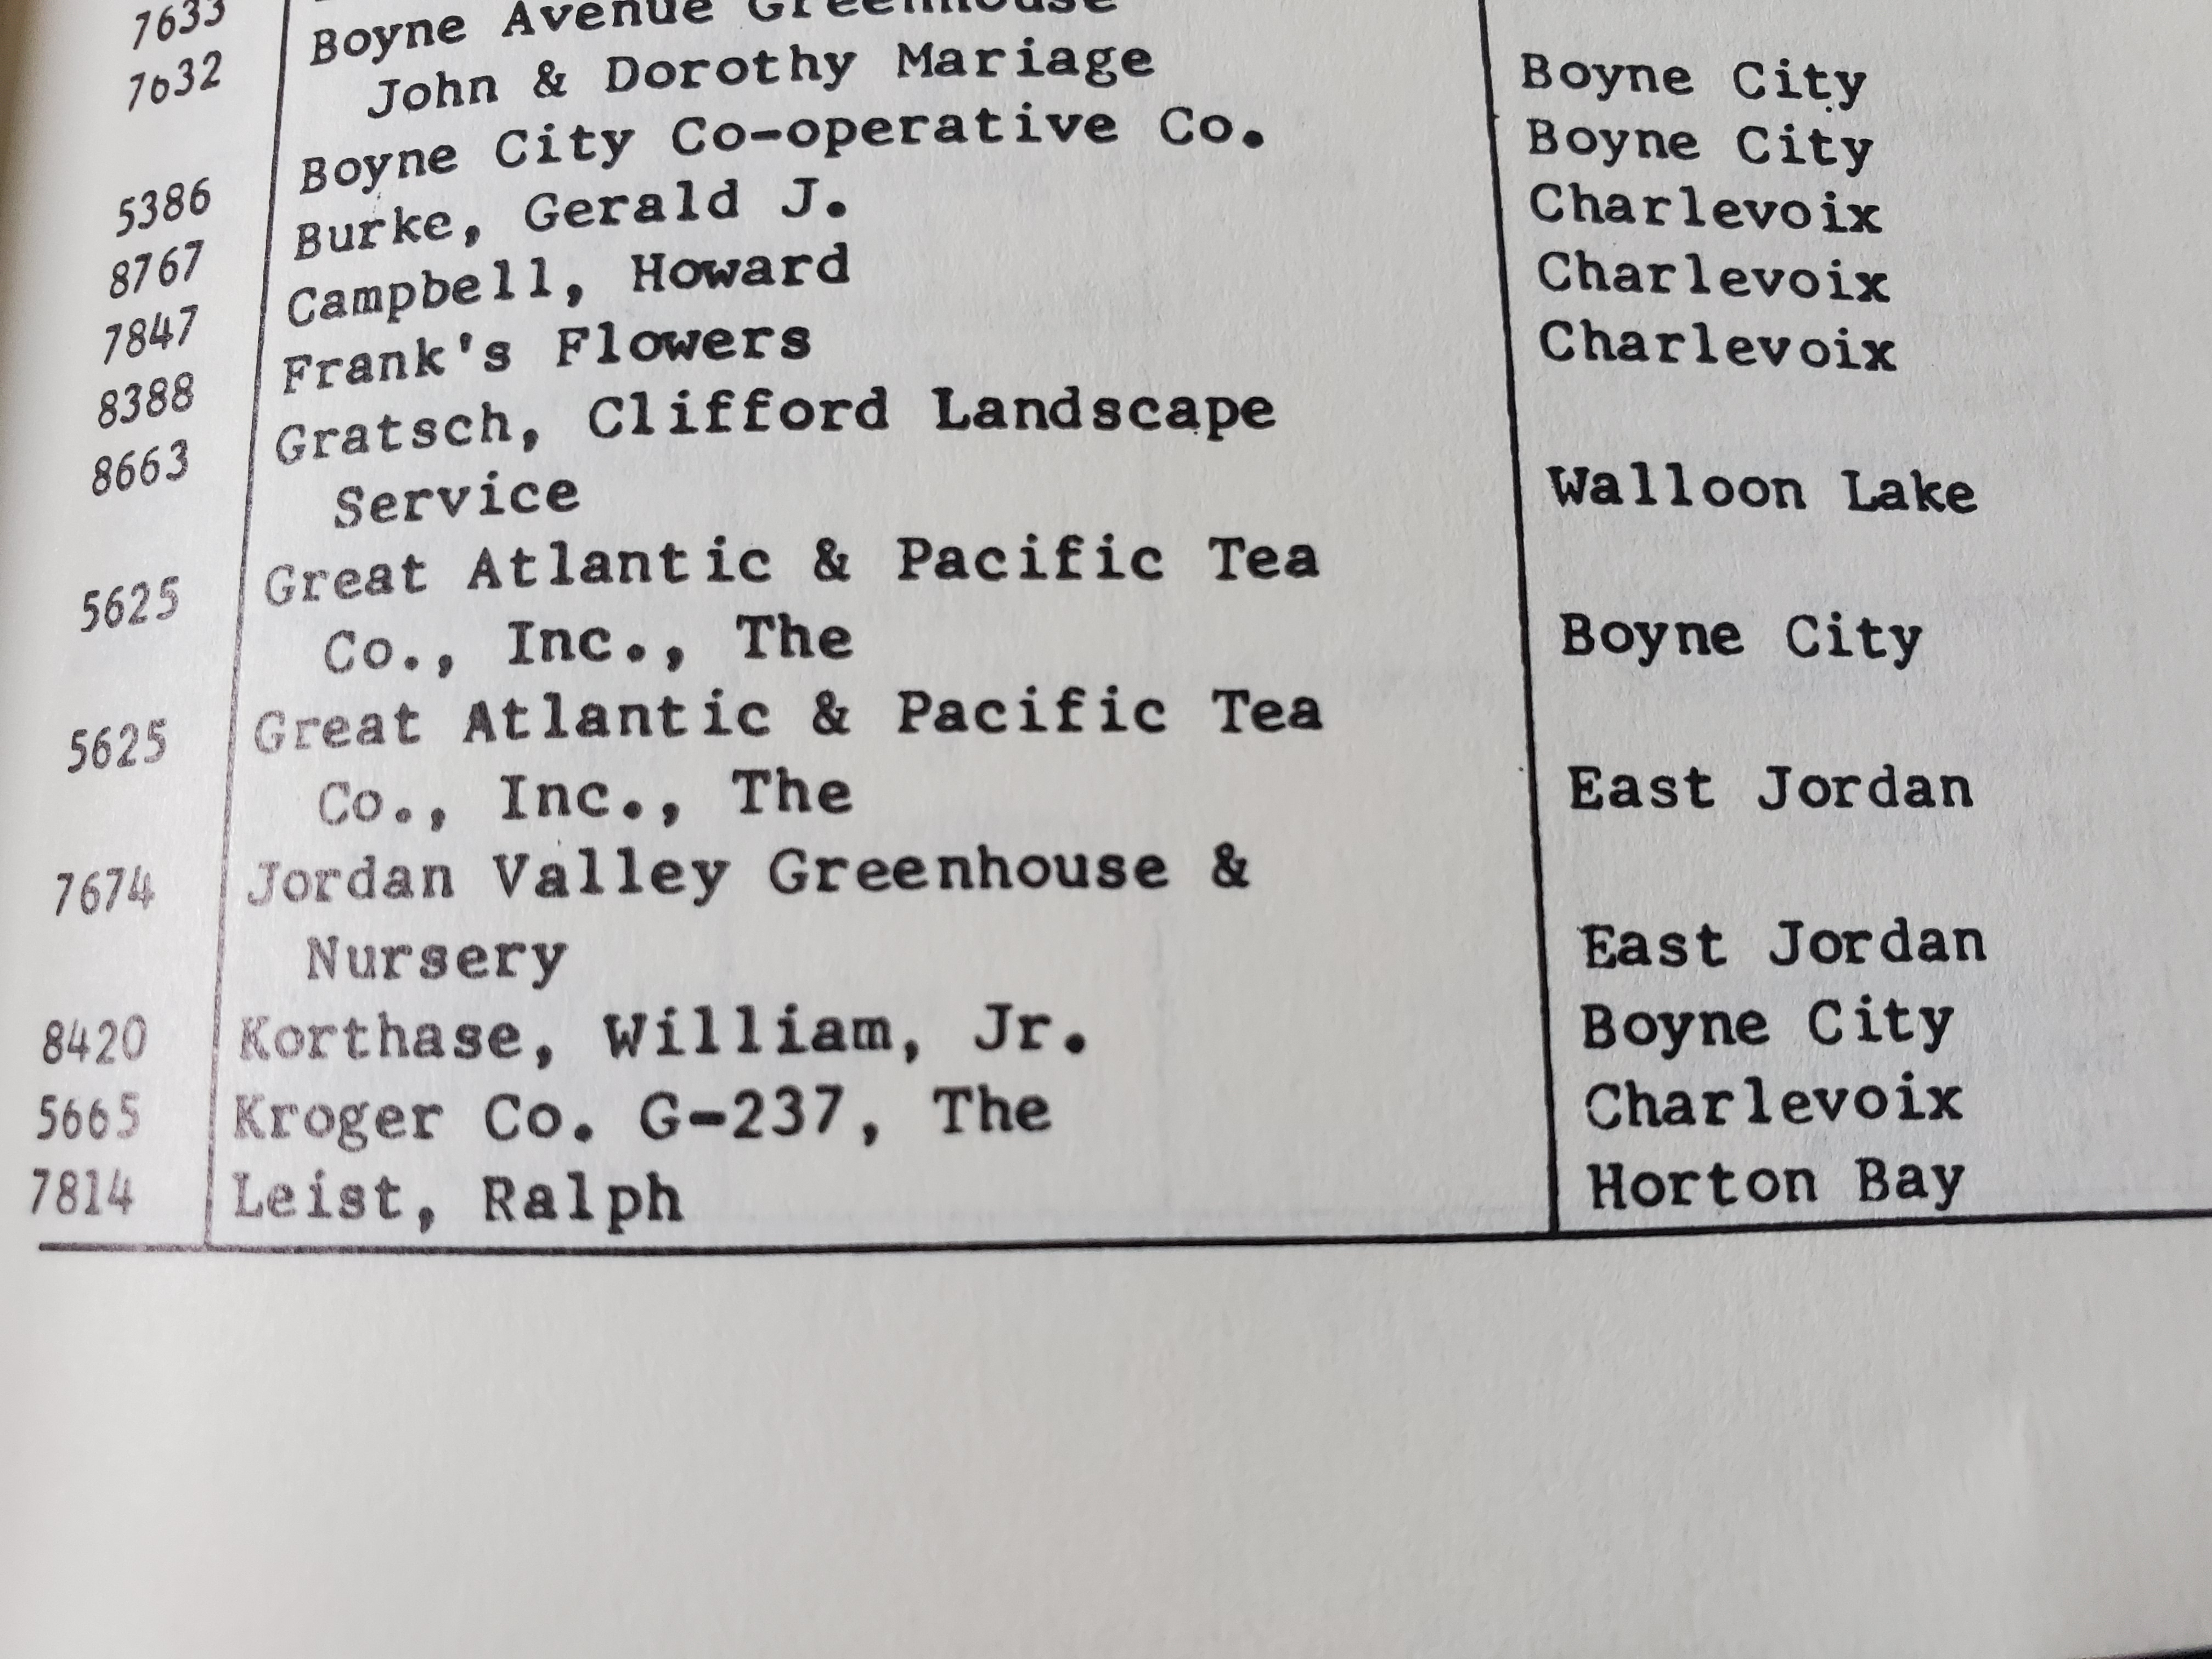 7633
7632 Boyne Avenue Greenhouse
John & Dorothy Mariage Boyne City
Boyne City Co-operative Co. Boyne City
5386 Burke, Gerald J. Charlevoix
8767 Campbell, Howard Charlevoix
7847 Frank's Flowers Charlevoix
8388 Gratsch, Clifford Landscape
8663 Service Walloon Lake
Great Atlantic & Pacific Tea
5625 Co., Inc., The Boyne City
Great Atlantic & Pacific Tea
5625 Co., Inc., The East Jordan
7674 Jordan Valley Greenhouse &
Nursery East Jordan
8420 Korthase, William, Jr. Boyne City
5665 Kroger Co. G-237, The Charlevoix
7814 Leist, Ralph Horton Bay